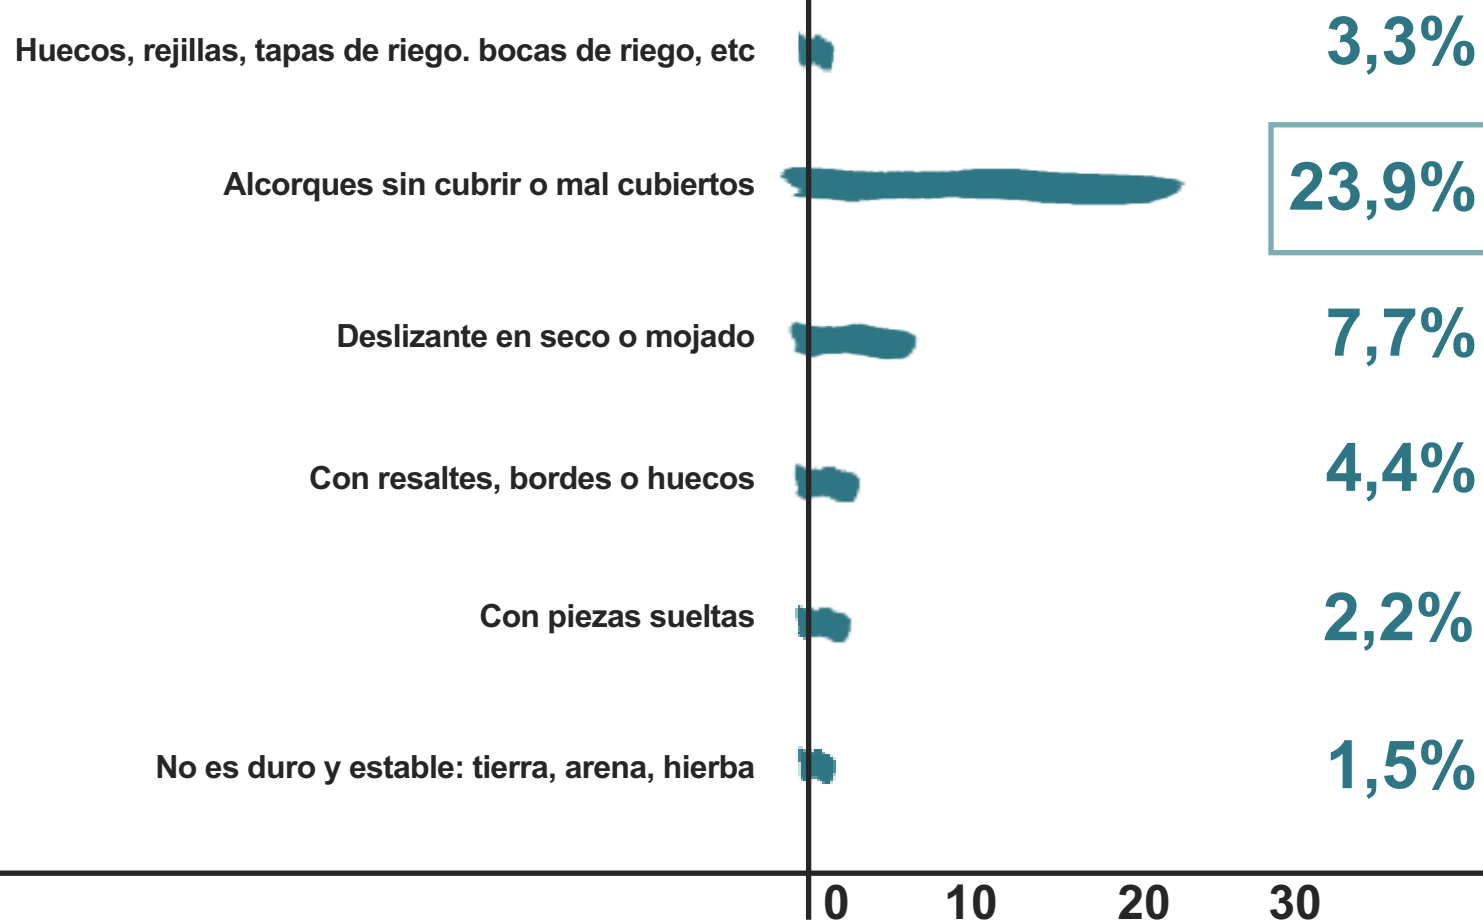 Huecos, rejillas, tapas de riego. bocas de riego, etc 3,3%
Alcorques sin cubrir o mal cubiertos 23,9%
Deslizante en seco o mojado 7,7%
Con resaltes, bordes o huecos 4,4%
Con piezas sueltas 2,2%
No es duro y estable: tierra, arena, hierba 1,5%
0 10 20 30